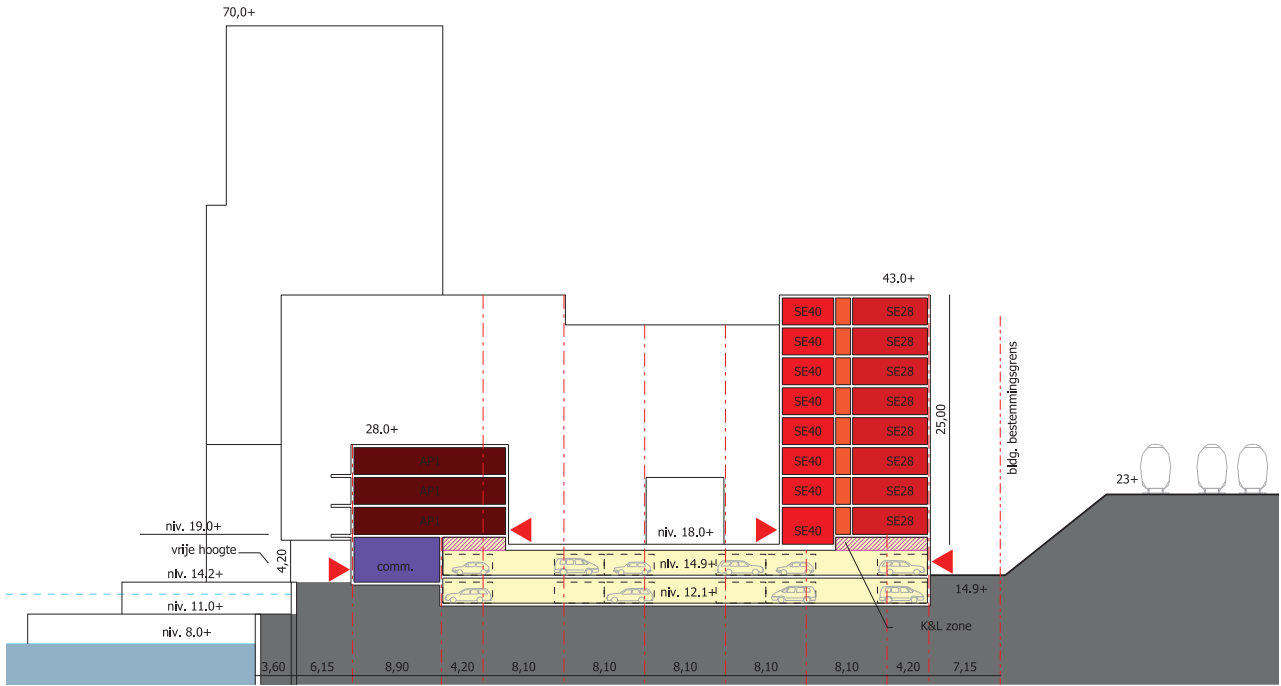 70,0+
43.0+
SE40 SE28
SE40 SE28
SE40 SE28
SE40 SE28
SE40 SE28
SE40 SE28
SE40 SE28
SE40 SE28
25,00
bldg. bestemmingsgrens
28.0+
23+
niv. 19.0+
niv. 18.0+
vrije hoogte
4,20
comm.
niv. 14.9+
niv. 14.2+
14.9+
niv. 12.1+
niv. 11.0+
K&L zone
niv. 8.0+
3,60 6,15 8,90 4,20 8,10 8,10 8,10 8,10 8,10 4,20 7,15